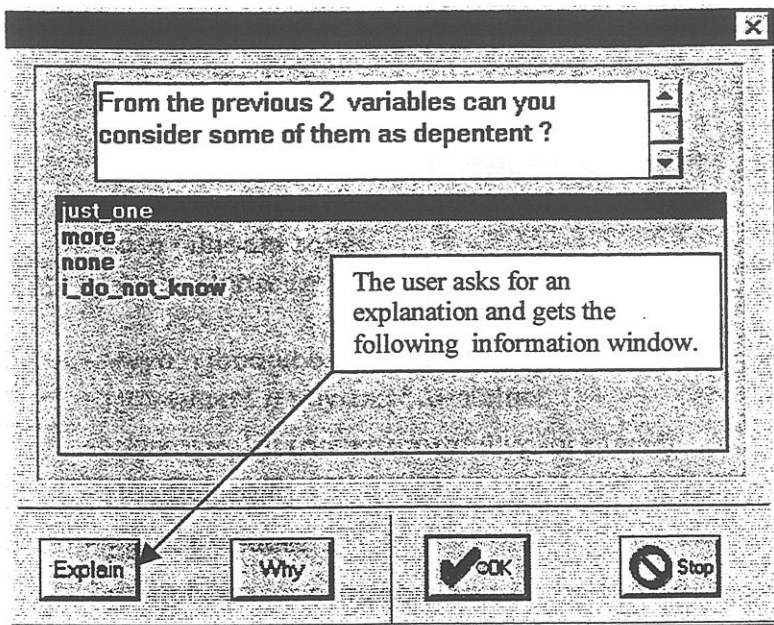 From the previous 2 variables can you
consider some of them as depentent ?
just_one
more
none
i_do_not_know
The user asks for an
explanation and gets the
following information window.
Explain
Why
OK
Stop